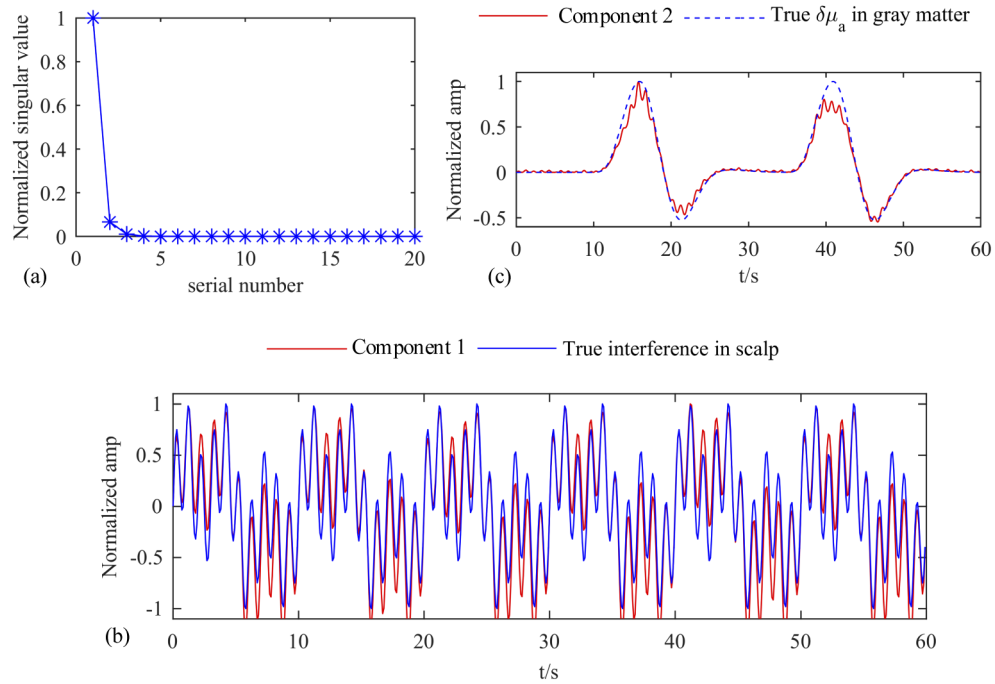 Normalized singular value
1
0.8
0.6
0.4
0.2
0
0 5 10 15 20
serial number
(a)
Component 2 True δμa in gray matter
Normalized amp
1
0.5
0
-0.5
0 10 20 30 40 50 60
t/s
(c)
Component 1 True interference in scalp
Normalized amp
1
0.5
0
-0.5
-1
0 10 20 30 40 50 60
t/s
(b)